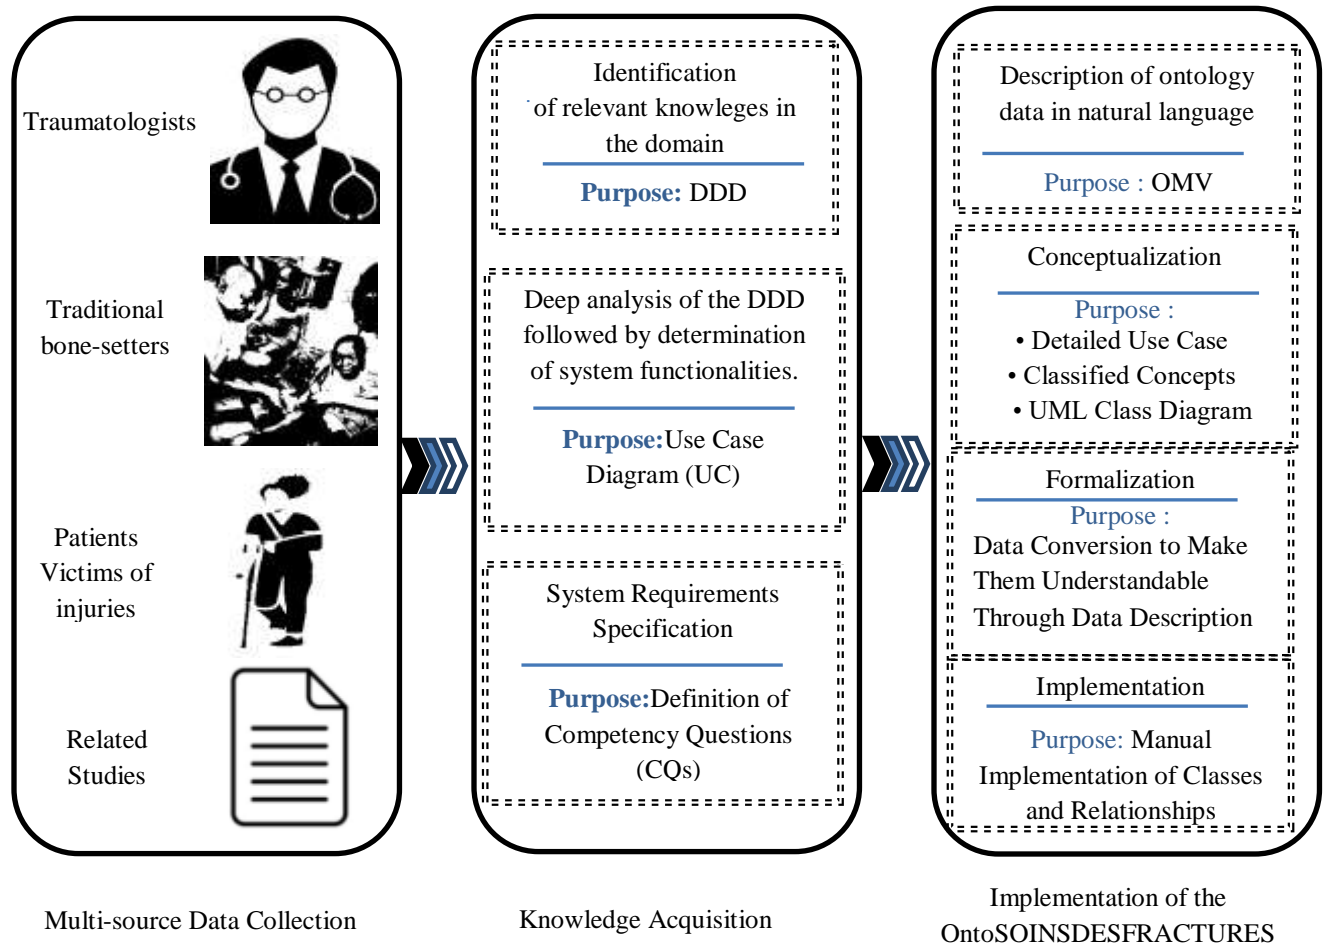 Traumatologists
Traditional
bone-setters
Patients
Victims of
injuries
Related
Studies
Multi-source Data Collection
Identification
of relevant knowleges in
the domain
Purpose: DDD
Deep analysis of the DDD
followed by determination
of system functionalities.
Purpose:Use Case
Diagram (UC)
System Requirements
Specification
Purpose:Definition of
Competency Questions
(CQs)
Knowledge Acquisition
Description of ontology
data in natural language
Purpose : OMV
Conceptualization
Purpose :
• Detailed Use Case
• Classified Concepts
• UML Class Diagram
Formalization
Purpose :
Data Conversion to Make
Them Understandable
Through Data Description
Implementation
Purpose: Manual
Implementation of Classes
and Relationships
Implementation of the
OntoSOINSDESFRACTURES